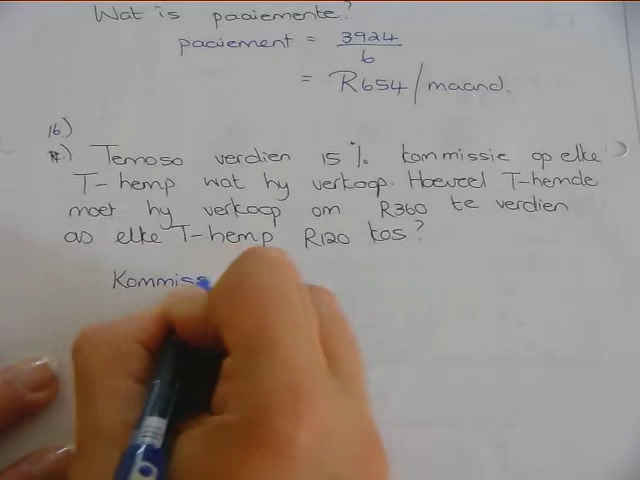 Wat is paaiemente?
paaiement = 3924
6
= R654/maand.
16.)
Temoso verdien 15 % kommissie op elke
T-hemp wat hy verkoop. Hoeveel T-hemde
moet hy verkoop om R360 te verdien
as elke T-hemp R120 kos?
Kommiss